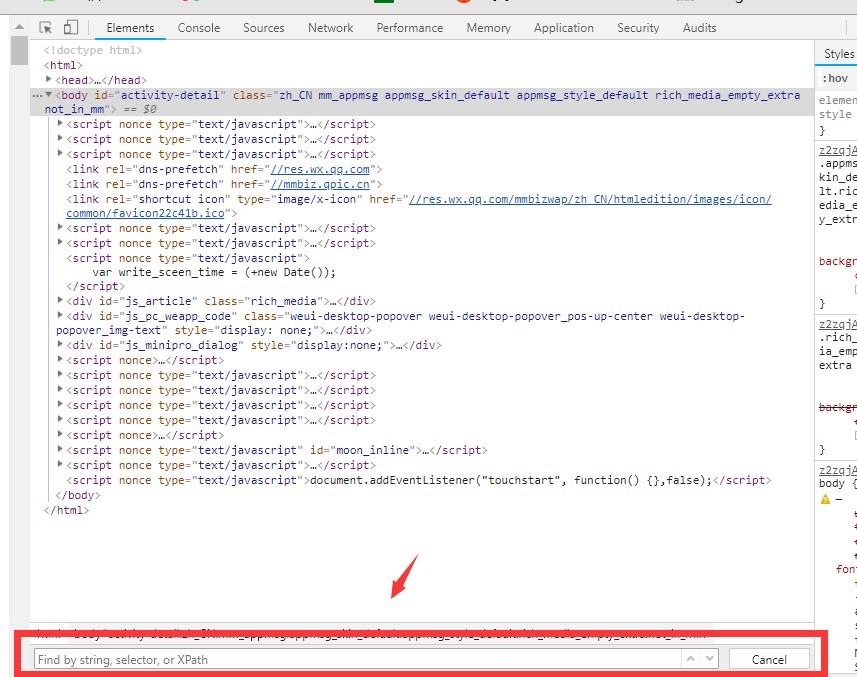 Elements Console Sources Network Performance Memory Application Security Audits
<!doctype html>
<html>
<head>…</head>
<body id="activity-detail" class="zh_CN mm_appmsg appmsg_skin_default appmsg_style_default rich_media_empty_extra
not_in_mm"> == $0
<script nonce type="text/javascript">…</script>
<script nonce type="text/javascript">…</script>
<script nonce type="text/javascript">…</script>
<link rel="dns-prefetch" href="//res.wx.qq.com">
<link rel="dns-prefetch" href="//mmbiz.qpic.cn">
<link rel="shortcut icon" type="image/x-icon" href="//res.wx.qq.com/mmbizwap/zh_CN/htmledition/images/icon/
common/favicon22c41b.ico">
<script nonce type="text/javascript">…</script>
<script nonce type="text/javascript">…</script>
<script nonce type="text/javascript">
var write_sceen_time = (+new Date());
</script>
<div id="js_article" class="rich_media">…</div>
<div id="js_pc_weapp_code" class="weui-desktop-popover weui-desktop-popover_pos-up-center weui-desktop-
popover_img-text" style="display: none;">…</div>
<div id="js_minipro_dialog" style="display:none;">…</div>
<script nonce>…</script>
<script nonce type="text/javascript">…</script>
<script nonce type="text/javascript">…</script>
<script nonce type="text/javascript">…</script>
<script nonce type="text/javascript">…</script>
<script nonce>…</script>
<script nonce type="text/javascript" id="moon_inline">…</script>
<script nonce type="text/javascript">…</script>
<script nonce type="text/javascript">document.addEventListener("touchstart", function() {},false);</script>
</body>
</html>
Find by string, selector, or XPath Cancel
Styles
:hov
elemen
style
}
z2zqjA
.appms
kin_de
lt.ric
edia_e
y_extr
backgr
}
z2zqjA
.rich_
ia_emp
extra
backgr
}
z2zqjA
body {
fon